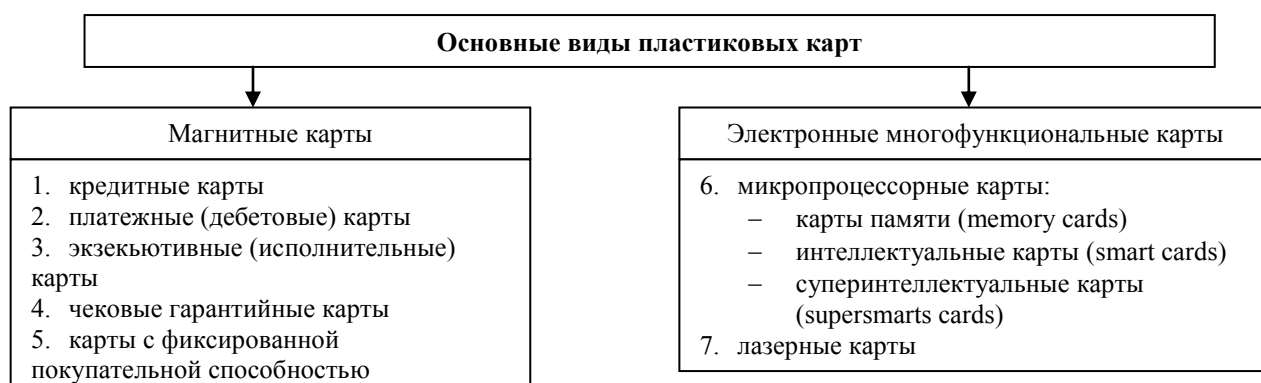 Основные виды пластиковых карт
Магнитные карты
1. кредитные карты
2. платежные (дебетовые) карты
3. экзекьютивные (исполнительные)
карты
4. чековые гарантийные карты
5. карты с фиксированной
покупательной способностью
Электронные многофункциональные карты
6. микропроцессорные карты:
– карты памяти (memory cards)
– интеллектуальные карты (smart cards)
– суперинтеллектуальные карты
(supersmarts cards)
7. лазерные карты